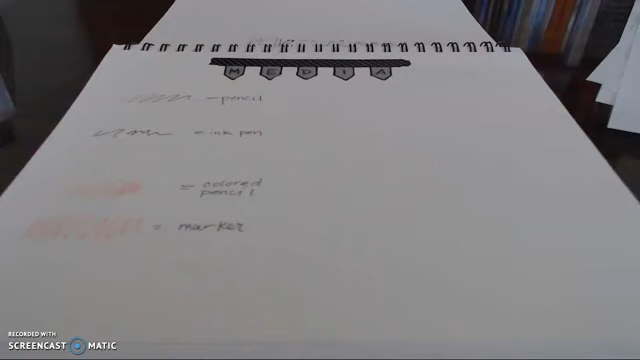 MEDIA
- pencil
= ink pen
= colored
pencil
= marker
RECORDED WITH
SCREENCAST MATIC